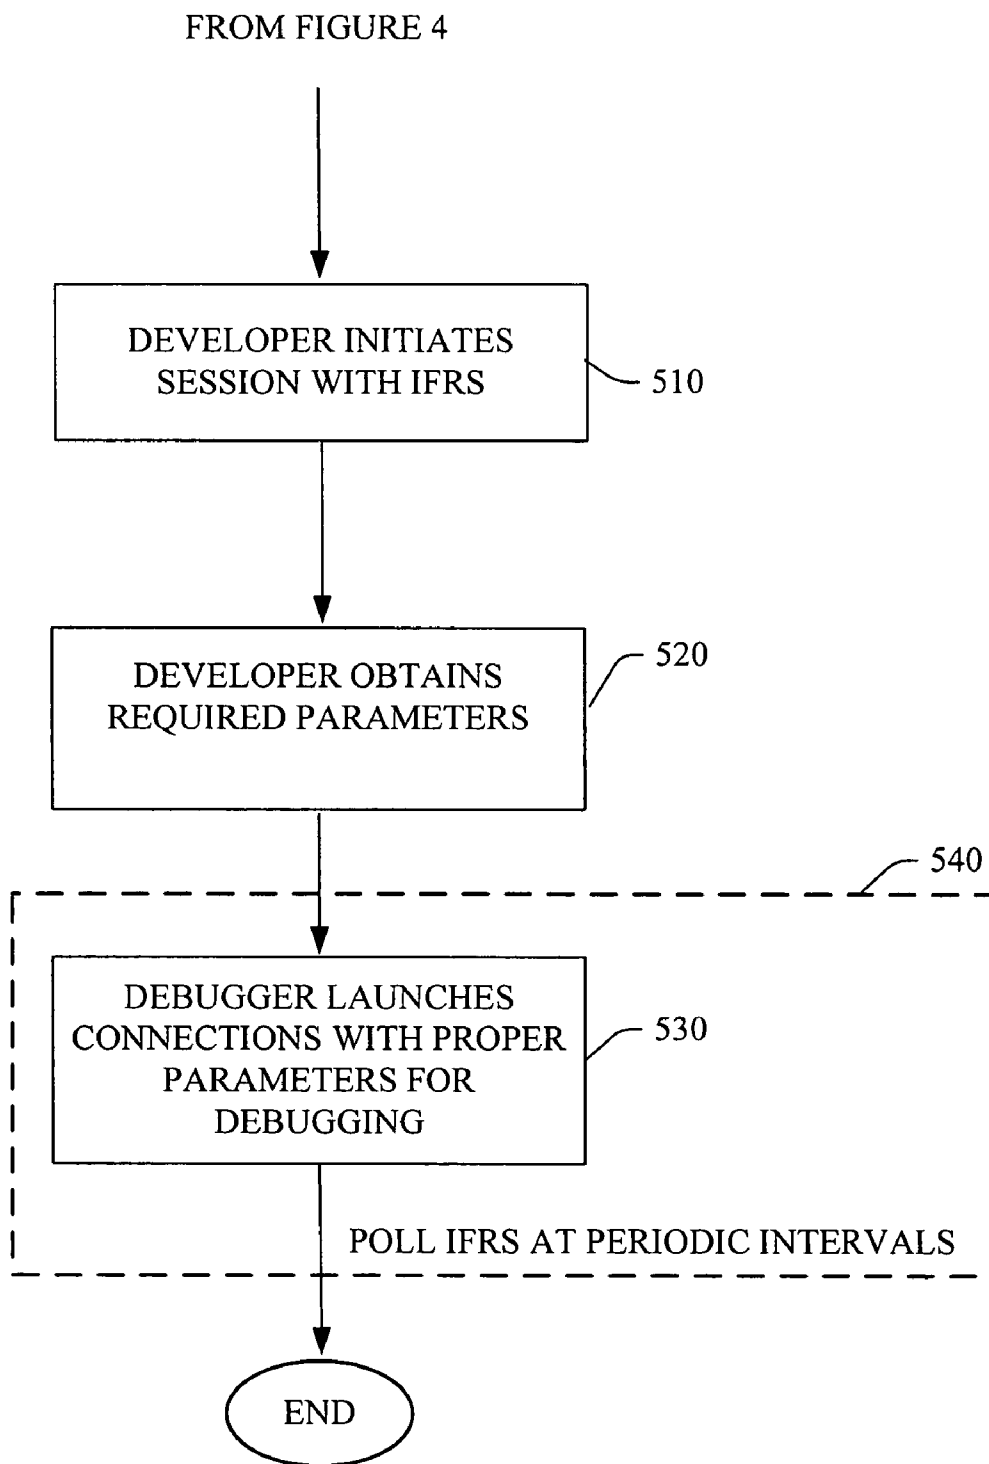 FROM FIGURE 4
DEVELOPER INITIATES
SESSION WITH IFRS
510
DEVELOPER OBTAINS
REQUIRED PARAMETERS
520
540
DEBUGGER LAUNCHES
CONNECTIONS WITH PROPER
PARAMETERS FOR
DEBUGGING
530
POLL IFRS AT PERIODIC INTERVALS
END